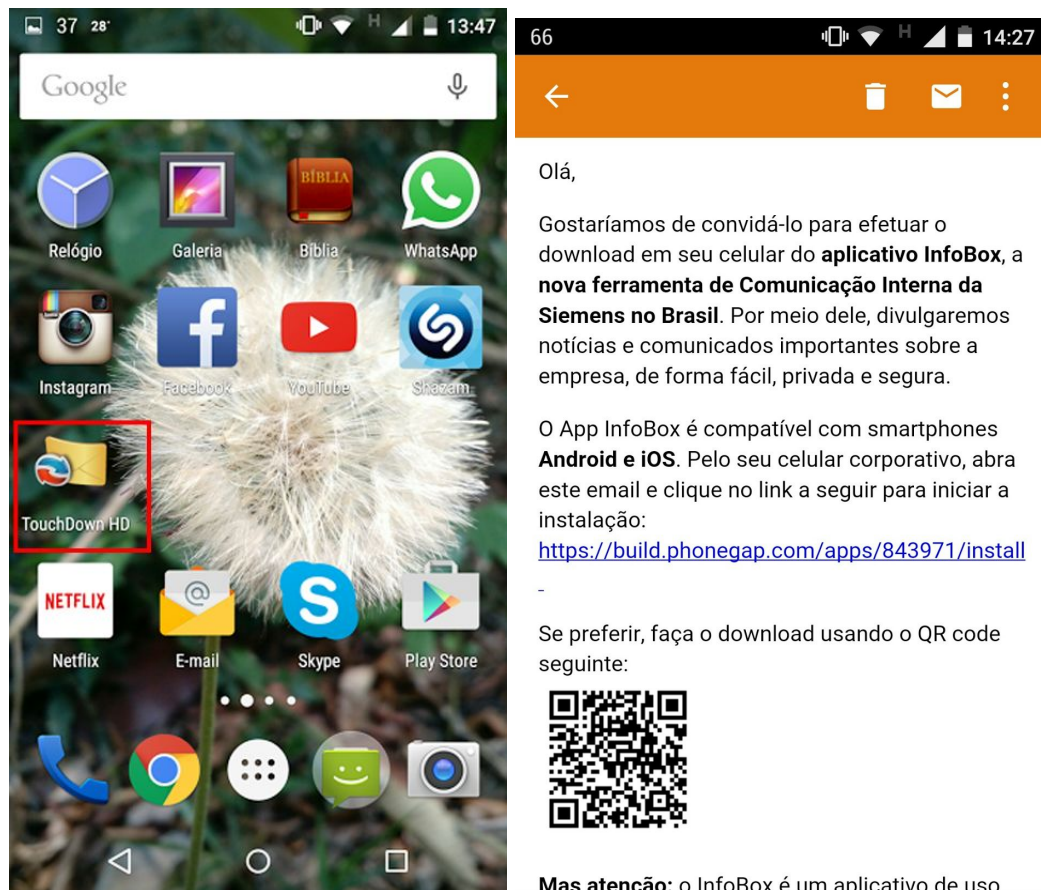 37 28° H 13:47
Google
BÍBLIA
Relógio Galeria Bíblia WhatsApp
Instagram Facebook YouTube Shazam
TouchDown HD
NETFLIX
Netflix E-mail Skype Play Store
66 H 14:27
Olá,
Gostaríamos de convidá-lo para efetuar o
download em seu celular do aplicativo InfoBox, a
nova ferramenta de Comunicação Interna da
Siemens no Brasil. Por meio dele, divulgaremos
notícias e comunicados importantes sobre a
empresa, de forma fácil, privada e segura.
O App InfoBox é compatível com smartphones
Android e iOS. Pelo seu celular corporativo, abra
este email e clique no link a seguir para iniciar a
instalação:
https://build.phonegap.com/apps/843971/install
Se preferir, faça o download usando o QR code
seguinte:
Mas atenção: o InfoBox é um aplicativo de uso